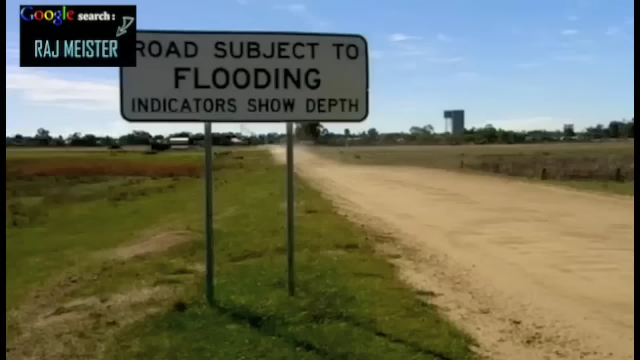 Google search :
RAJ MEISTER
ROAD SUBJECT TO
FLOODING
INDICATORS SHOW DEPTH